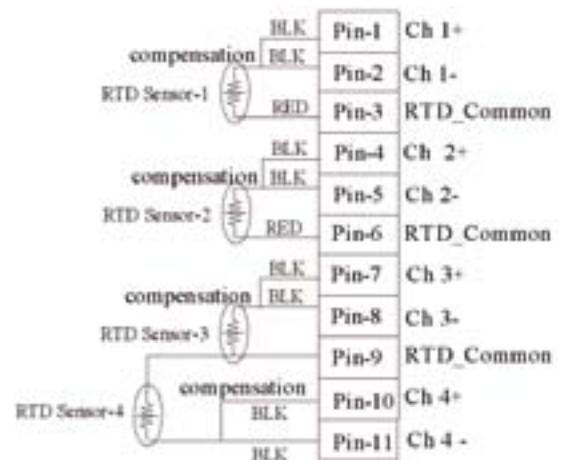 BLK Pin-1 Ch 1+
compensation BLK
Pin-2 Ch 1-
RTD Sensor-1
RED Pin-3 RTD_Common
BLK Pin-4 Ch 2+
compensation BLK
Pin-5 Ch 2-
RTD Sensor-2
RED Pin-6 RTD_Common
BLK Pin-7 Ch 3+
compensation BLK
Pin-8 Ch 3-
RTD Sensor-3
Pin-9 RTD_Common
compensation
Pin-10 Ch 4+
RTD Sensor-4 BLK
Pin-11 Ch 4 -
BLK